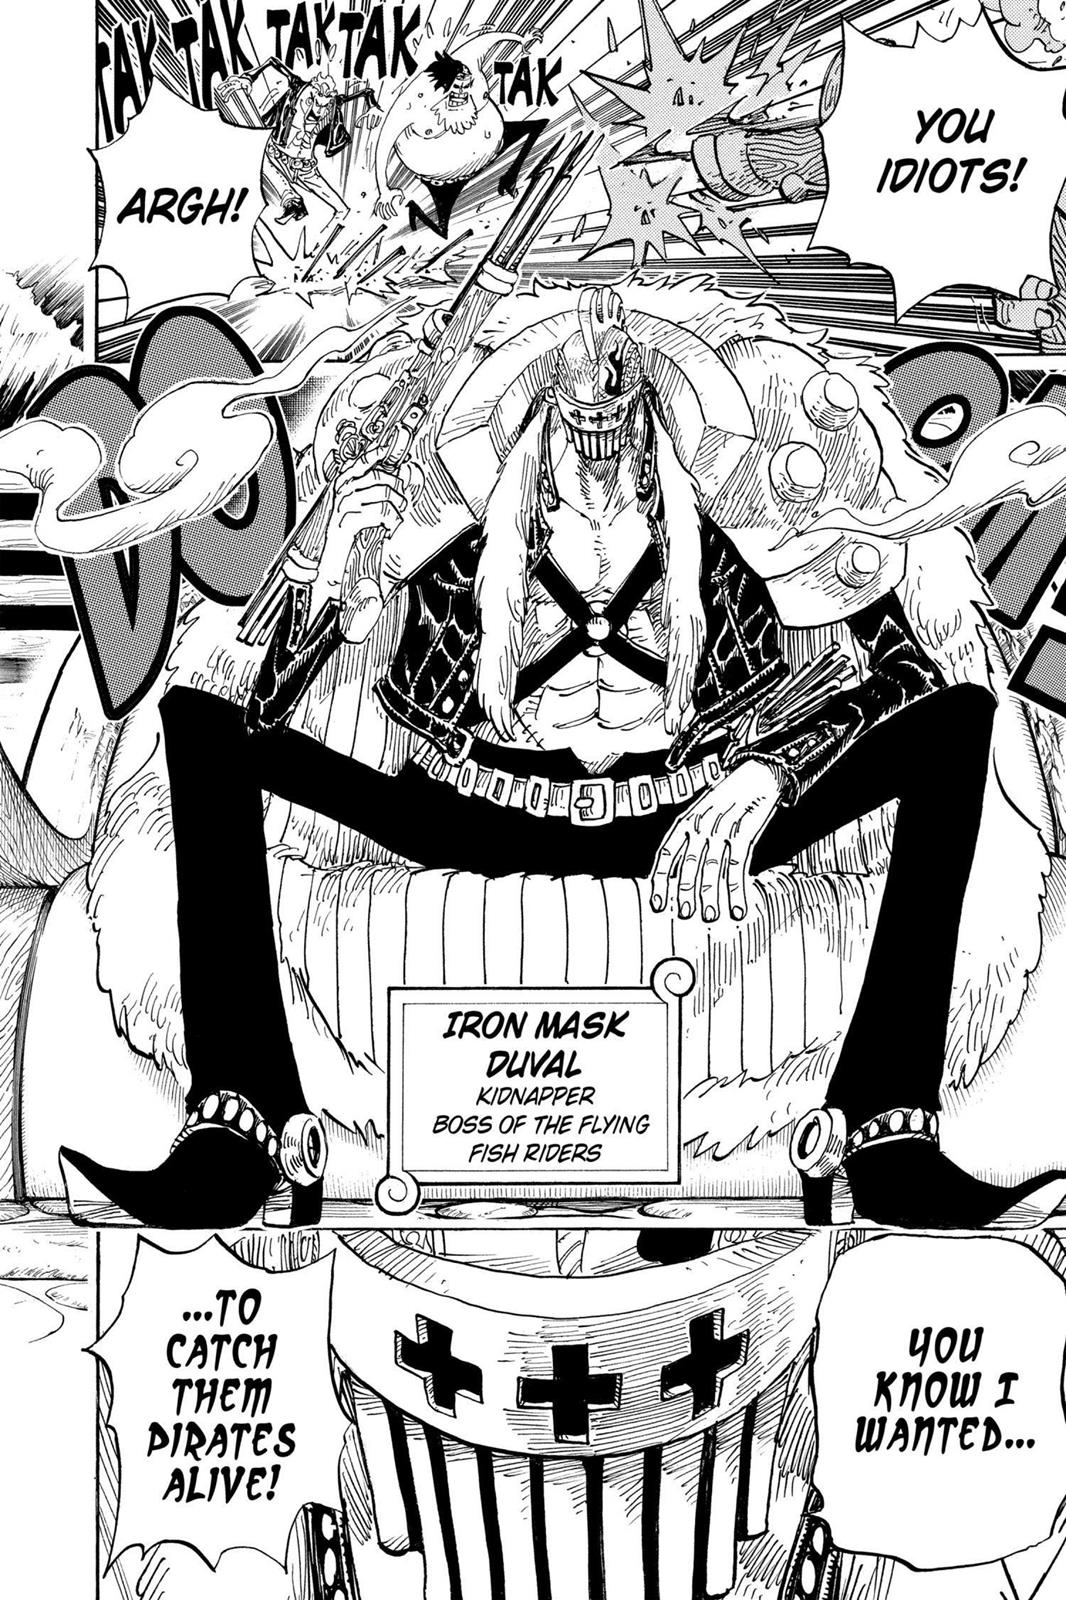 YOU
IDIOTS!
TAK
TAK
TAK
TAK
TAK
ARGH!
DO
IRON MASK
DUVAL
KIDNAPPER
BOSS OF THE FLYING
FISH RIDERS
YOU
KNOW I
WANTED...
...TO
CATCH
THEM
PIRATES
ALIVE!